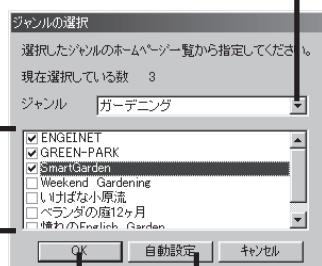 ジャンルの選択
選択したジャンルのホームページ一覧から指定してください。
現在選択している数 3
ジャンル ガーデニング
ENGEINET
GREEN-PARK
SmartGarden
Weekend Gardening
いけばな小原流
ベランダの庭12ヶ月
憧れのEnglish Garden
OK 自動設定 キャンセル